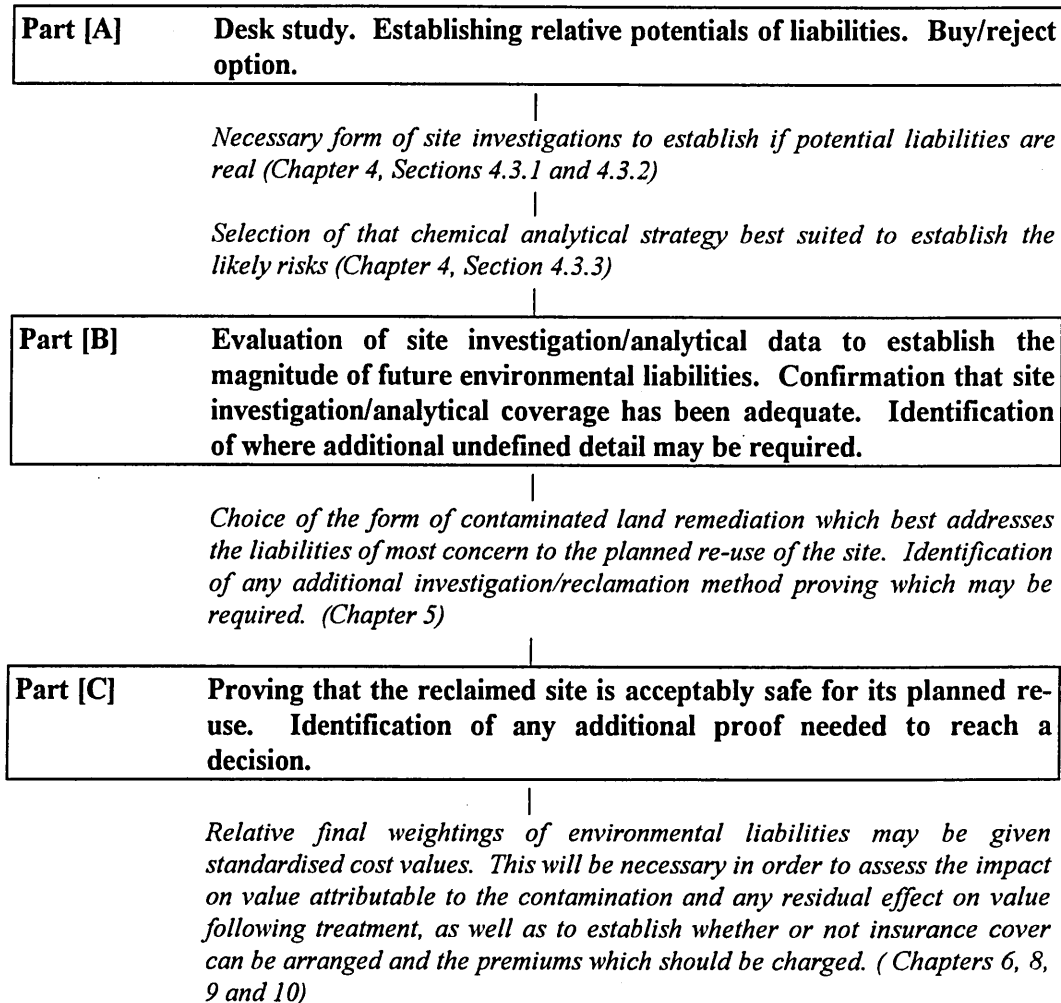 Part [A] Desk study. Establishing relative potentials of liabilities. Buy/reject
option.
Necessary form of site investigations to establish if potential liabilities are
real (Chapter 4, Sections 4.3.1 and 4.3.2)
Selection of that chemical analytical strategy best suited to establish the
likely risks (Chapter 4, Section 4.3.3)
Part [B] Evaluation of site investigation/analytical data to establish the
magnitude of future environmental liabilities. Confirmation that site
investigation/analytical coverage has been adequate. Identification
of where additional undefined detail may be required.
Choice of the form of contaminated land remediation which best addresses
the liabilities of most concern to the planned re-use of the site. Identification
of any additional investigation/reclamation method proving which may be
required. (Chapter 5)
Part [C] Proving that the reclaimed site is acceptably safe for its planned re-
use. Identification of any additional proof needed to reach a
decision.
Relative final weightings of environmental liabilities may be given
standardised cost values. This will be necessary in order to assess the impact
on value attributable to the contamination and any residual effect on value
following treatment, as well as to establish whether or not insurance cover
can be arranged and the premiums which should be charged. ( Chapters 6, 8,
9 and 10)